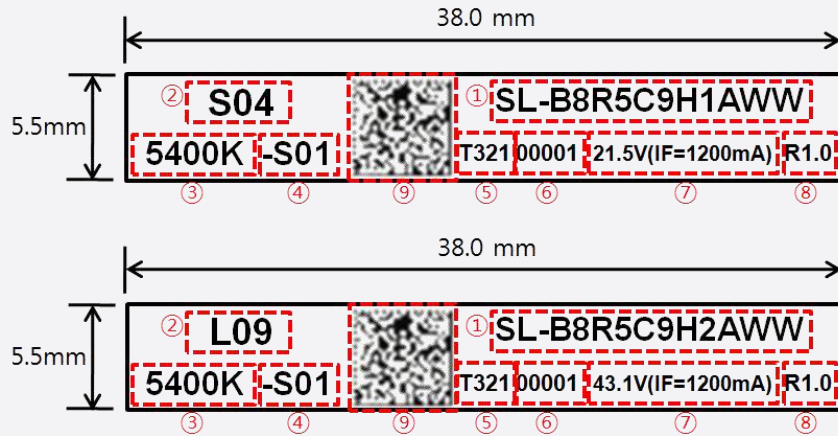 38.0 mm
② S04 ① SL-B8R5C9H1AWW
5.5mm
5400K -S01 T321 00001 21.5V(IF=1200mA) R1.0
③ ④ ⑨ ⑤ ⑥ ⑦ ⑧
38.0 mm
② L09 ① SL-B8R5C9H2AWW
5.5mm
5400K -S01 T321 00001 43.1V(IF=1200mA) R1.0
③ ④ ⑨ ⑤ ⑥ ⑦ ⑧